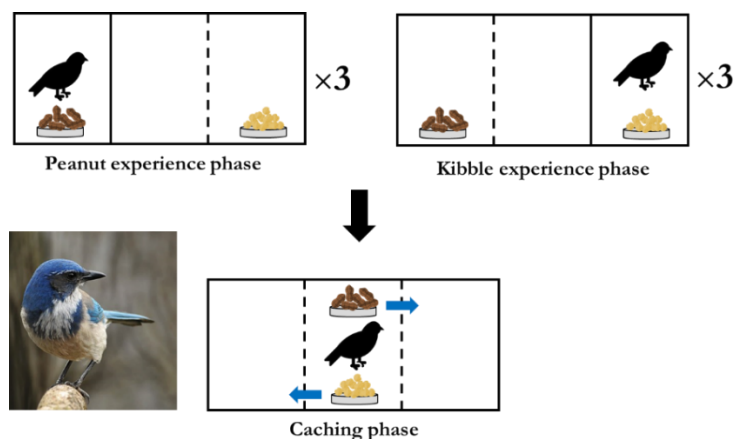 ×3
×3
Peanut experience phase
Kibble experience phase
Caching phase